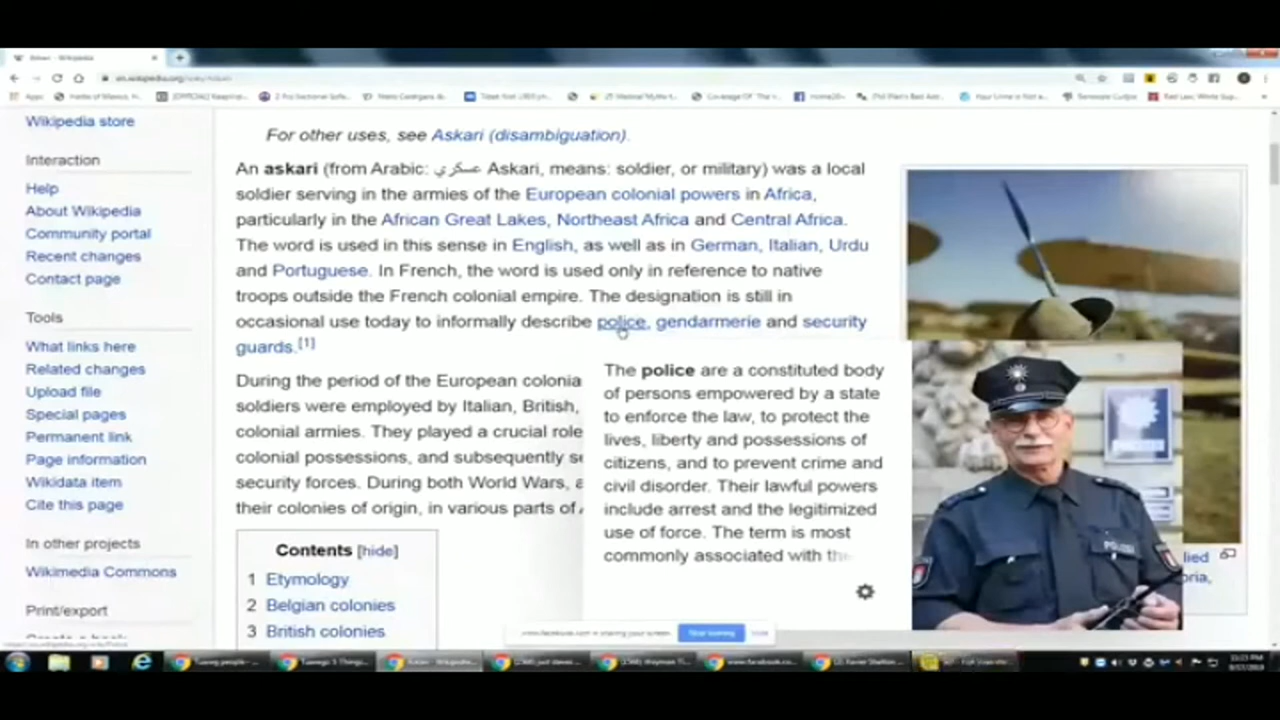 Wikipedia store
Interaction
Help
About Wikipedia
Community portal
Recent changes
Contact page
Tools
What links here
Related changes
Upload file
Special pages
Permanent link
Page information
Wikidata item
Cite this page
In other projects
Wikimedia Commons
Print/export
For other uses, see Askari (disambiguation).
An askari (from Arabic: عسكري Askari, means: soldier, or military) was a local
soldier serving in the armies of the European colonial powers in Africa,
particularly in the African Great Lakes, Northeast Africa and Central Africa.
The word is used in this sense in English, as well as in German, Italian, Urdu
and Portuguese. In French, the word is used only in reference to native
troops outside the French colonial empire. The designation is still in
occasional use today to informally describe police, gendarmerie and security
guards.[1]
During the period of the European colonia
soldiers were employed by Italian, British,
colonial armies. They played a crucial role
colonial possessions, and subsequently se
security forces. During both World Wars, a
their colonies of origin, in various parts of
Contents [hide]
1 Etymology
2 Belgian colonies
3 British colonies
The police are a constituted body
of persons empowered by a state
to enforce the law, to protect the
lives, liberty and possessions of
citizens, and to prevent crime and
civil disorder. Their lawful powers
include arrest and the legitimized
use of force. The term is most
commonly associated with the